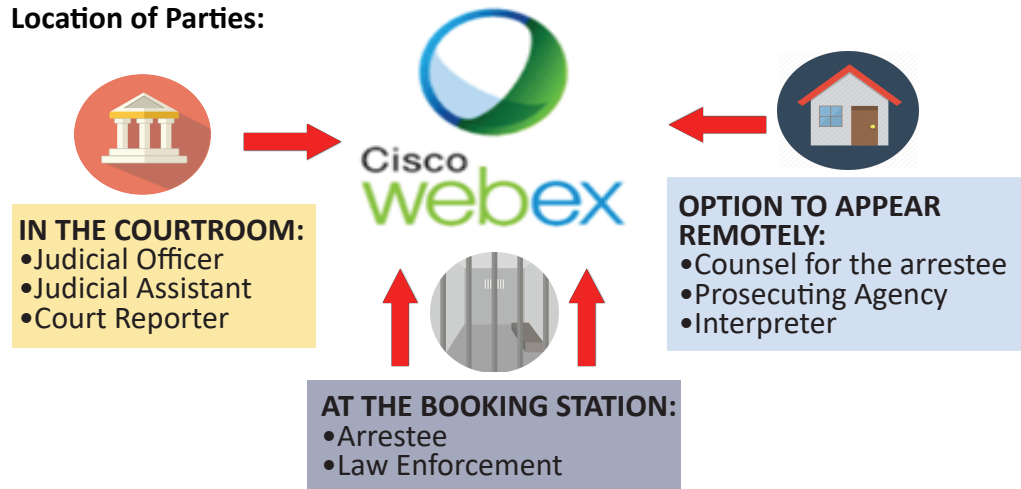 Location of Parties:
Cisco
webex
IN THE COURTROOM:
•Judicial Officer
•Judicial Assistant
•Court Reporter
OPTION TO APPEAR
REMOTELY:
•Counsel for the arrestee
•Prosecuting Agency
•Interpreter
AT THE BOOKING STATION:
•Arrestee
•Law Enforcement